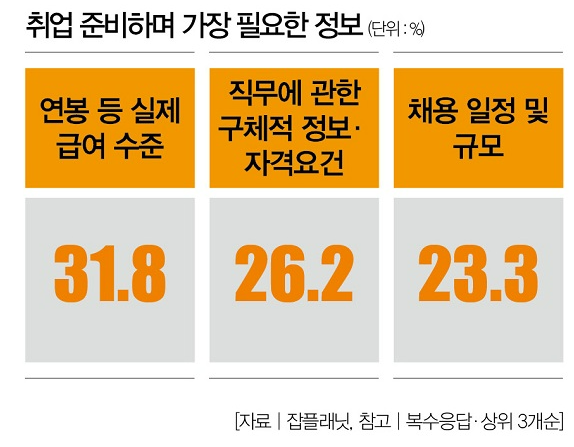 취업 준비하며 가장 필요한 정보 (단위 : %)
연봉 등 실제
급여 수준
직무에 관한
구체적 정보·
자격요건
채용 일정 및
규모
31.8
26.2
23.3
[자료 | 잡플래닛, 참고 | 복수응답·상위 3개순]